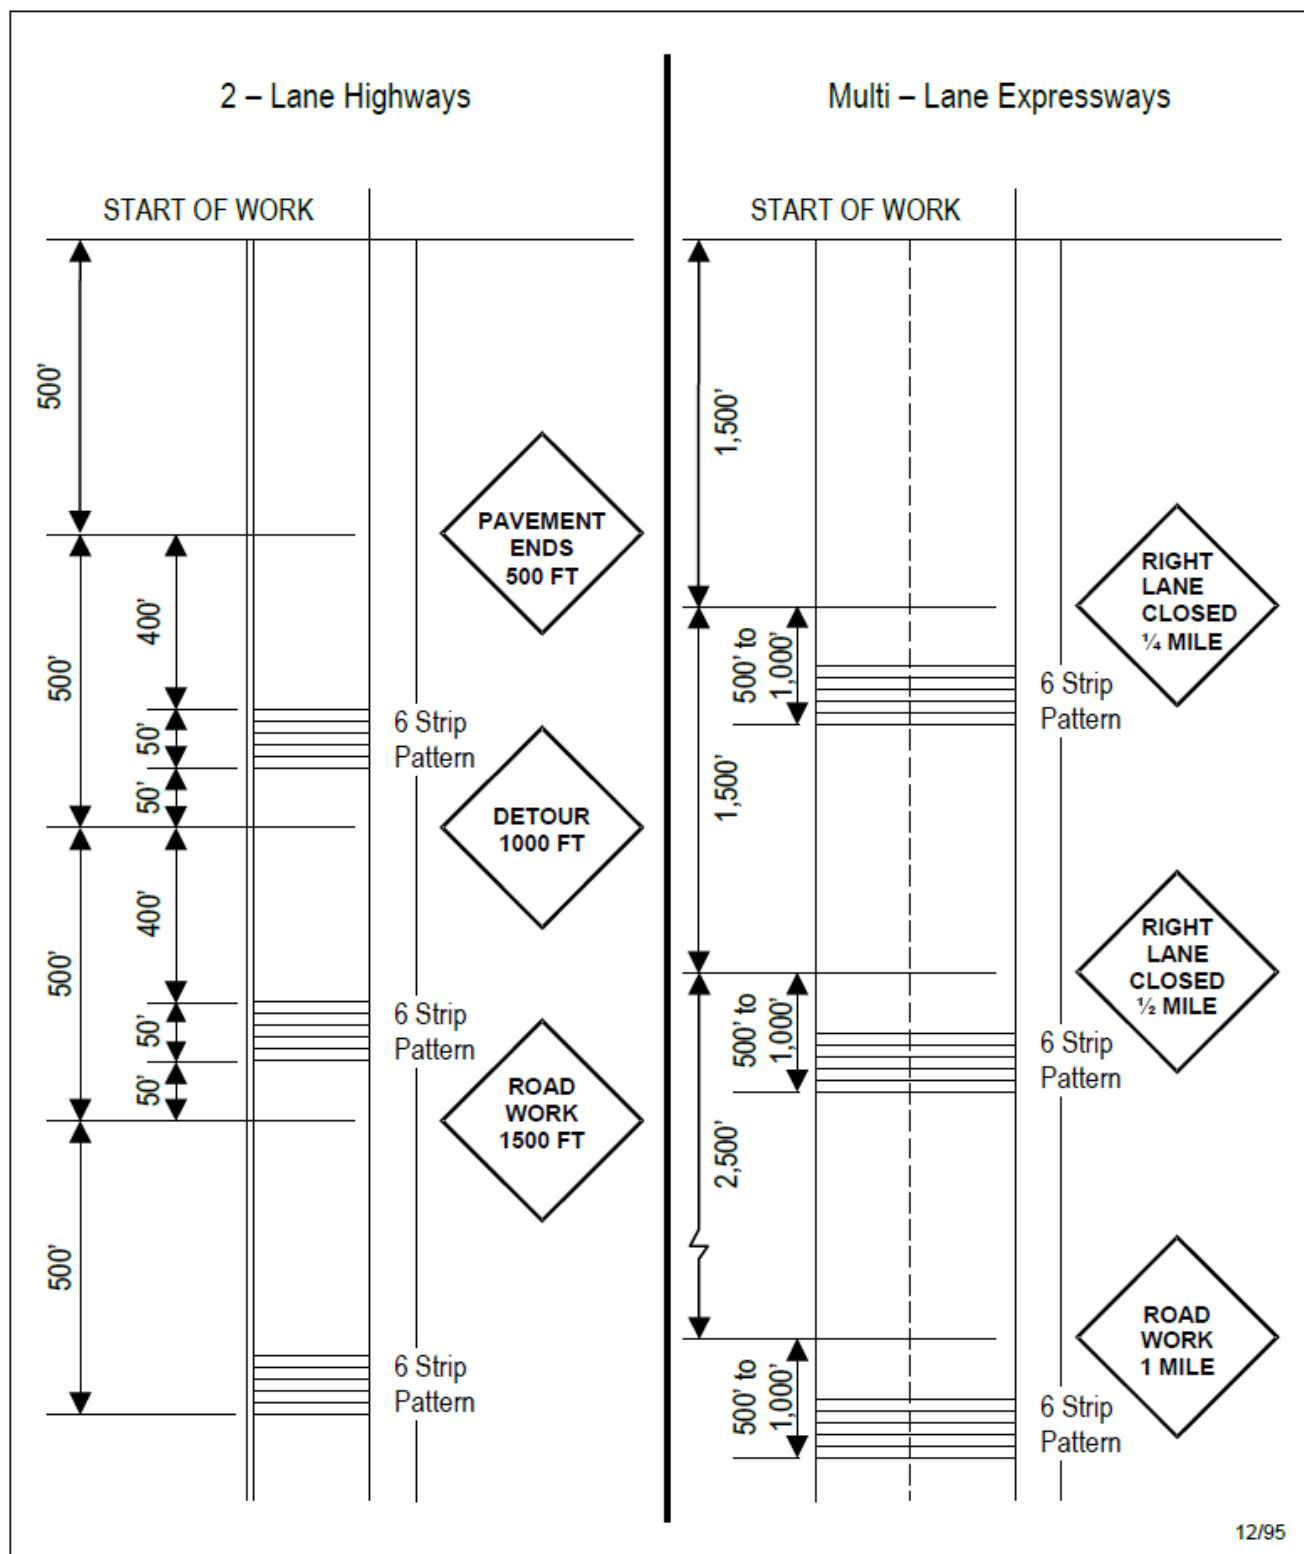 2 – Lane Highways
START OF WORK
500'
PAVEMENT
ENDS
500 FT
400'
500'
50'
6 Strip
Pattern
50'
DETOUR
1000 FT
400'
500'
50'
6 Strip
Pattern
50'
ROAD
WORK
1500 FT
500'
6 Strip
Pattern
Multi – Lane Expressways
START OF WORK
1,500'
RIGHT
LANE
CLOSED
¼ MILE
500' to
1,000'
6 Strip
Pattern
1,500'
RIGHT
LANE
CLOSED
½ MILE
500' to
1,000'
6 Strip
Pattern
2,500'
ROAD
WORK
1 MILE
500' to
1,000'
6 Strip
Pattern
12/95